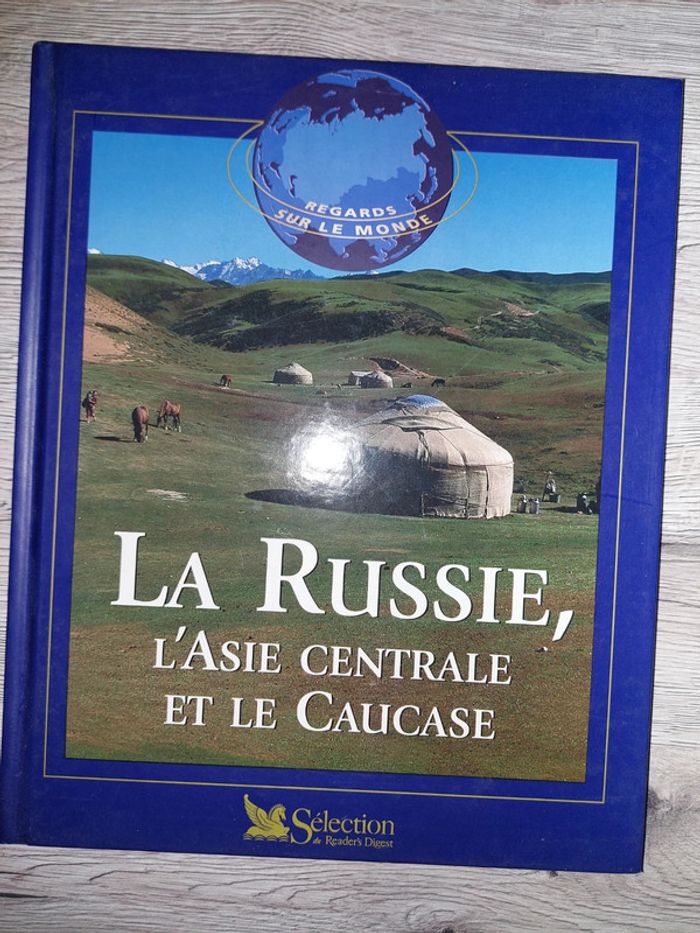 REGARDS
SUR LE MONDE
LA RUSSIE,
L'ASIE CENTRALE
ET LE CAUCASE
Sélection
du Reader's Digest